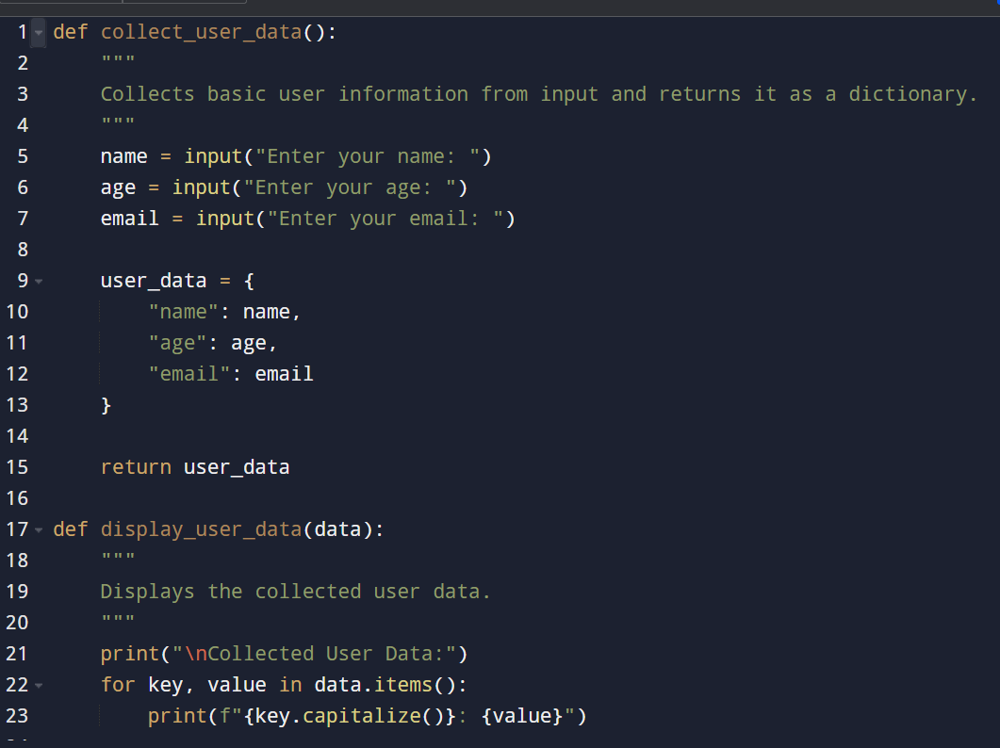 1 def collect_user_data():
2     """
3     Collects basic user information from input and returns it as a dictionary.
4     """
5     name = input("Enter your name: ")
6     age = input("Enter your age: ")
7     email = input("Enter your email: ")
8
9     user_data = {
10         "name": name,
11         "age": age,
12         "email": email
13     }
14
15     return user_data
16
17 def display_user_data(data):
18     """
19     Displays the collected user data.
20     """
21     print("\nCollected User Data:")
22     for key, value in data.items():
23         print(f"{key.capitalize()}: {value}")